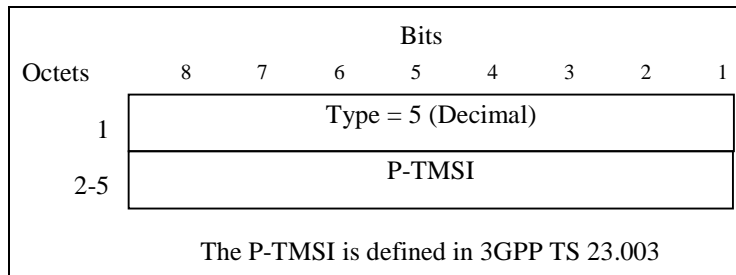 Bits
Octets 8 7 6 5 4 3 2 1
1 Type = 5 (Decimal)
2-5 P-TMSI
The P-TMSI is defined in 3GPP TS 23.003